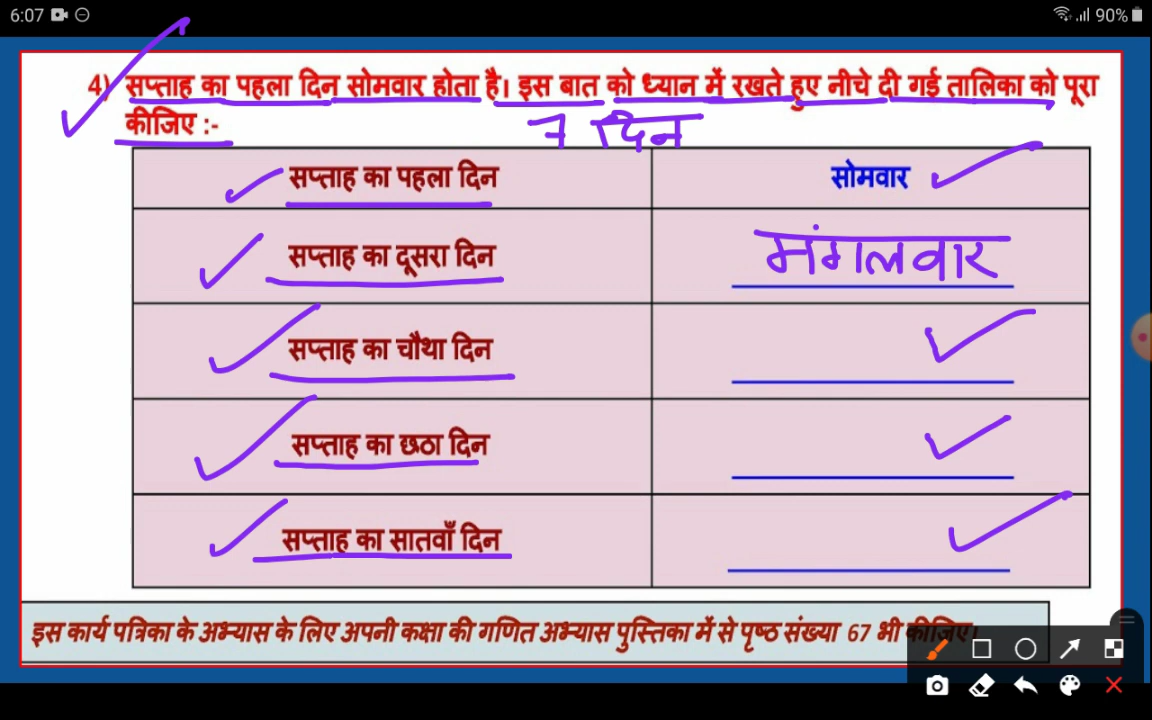 6:07
90%
4) सप्ताह का पहला दिन सोमवार होता है। इस बात को ध्यान में रखते हुए नीचे दी गई तालिका को पूरा
कीजिए :-
7 दिन
सप्ताह का पहला दिन सोमवार
सप्ताह का दूसरा दिन मंगलवार
सप्ताह का चौथा दिन
सप्ताह का छठा दिन
सप्ताह का सातवाँ दिन
इस कार्य पत्रिका के अभ्यास के लिए अपनी कक्षा की गणित अभ्यास पुस्तिका में से पृष्ठ संख्या 67 भी कीजिए।